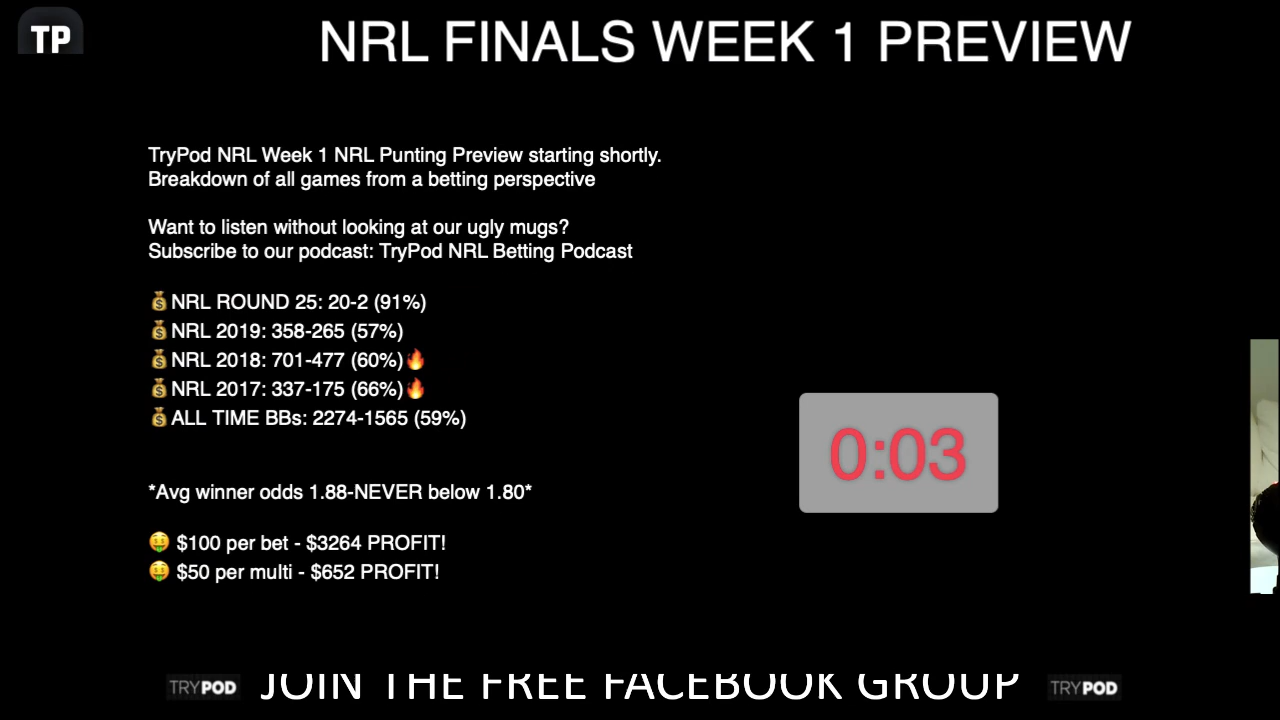 TP
NRL FINALS WEEK 1 PREVIEW
TryPod NRL Week 1 NRL Punting Preview starting shortly.
Breakdown of all games from a betting perspective
Want to listen without looking at our ugly mugs?
Subscribe to our podcast: TryPod NRL Betting Podcast
💰NRL ROUND 25: 20-2 (91%)
💰NRL 2019: 358-265 (57%)
💰NRL 2018: 701-477 (60%)🔥
💰NRL 2017: 337-175 (66%)🔥
💰ALL TIME BBs: 2274-1565 (59%)
0:03
*Avg winner odds 1.88-NEVER below 1.80*
🤑 $100 per bet - $3264 PROFIT!
🤑 $50 per multi - $652 PROFIT!
TRYPOD JOIN THE FREE FACEBOOK GROUP TRYPOD